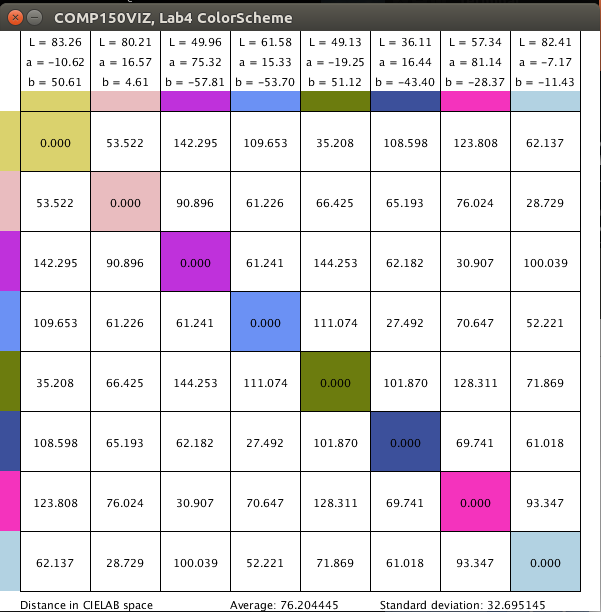 COMP150VIZ, Lab4 ColorScheme
L = 83.26 L = 80.21 L = 49.96 L = 61.58 L = 49.13 L = 36.11 L = 57.34 L = 82.41
a = −10.62 a = 16.57 a = 75.32 a = 15.33 a = −19.25 a = 16.44 a = 81.14 a = −7.17
b = 50.61 b = 4.61 b = −57.81 b = −53.70 b = 51.12 b = −43.40 b = −28.37 b = −11.43
0.000 53.522 142.295 109.653 35.208 108.598 123.808 62.137
53.522 0.000 90.896 61.226 66.425 65.193 76.024 28.729
142.295 90.896 0.000 61.241 144.253 62.182 30.907 100.039
109.653 61.226 61.241 0.000 111.074 27.492 70.647 52.221
35.208 66.425 144.253 111.074 0.000 101.870 128.311 71.869
108.598 65.193 62.182 27.492 101.870 0.000 69.741 61.018
123.808 76.024 30.907 70.647 128.311 69.741 0.000 93.347
62.137 28.729 100.039 52.221 71.869 61.018 93.347 0.000
Distance in CIELAB space Average: 76.204445 Standard deviation: 32.695145